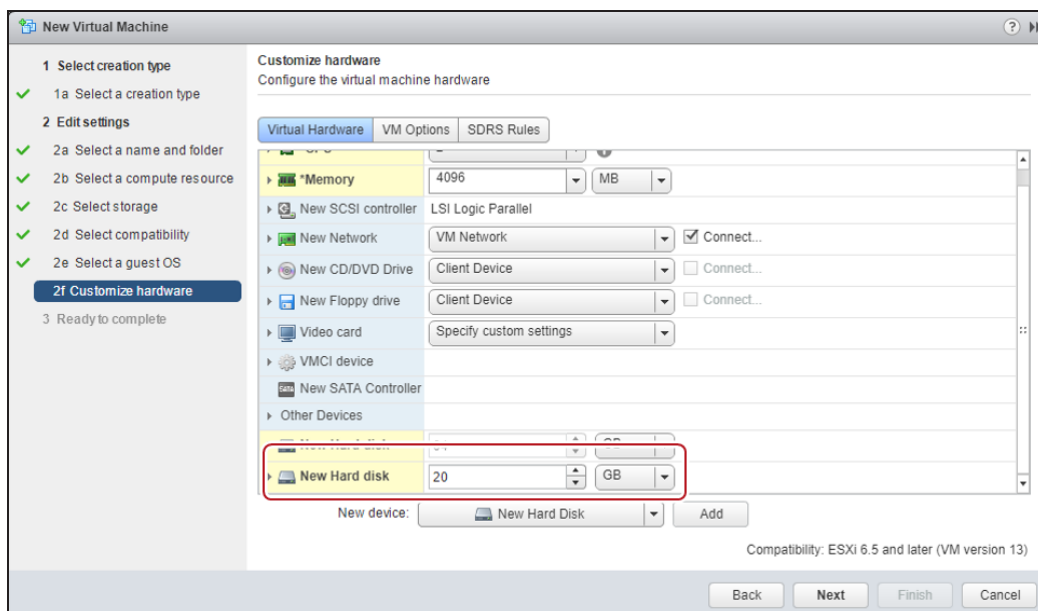 New Virtual Machine
1 Select creation type
1a Select a creation type
2 Edit settings
2a Select a name and folder
2b Select a compute resource
2c Select storage
2d Select compatibility
2e Select a guest OS
2f Customize hardware
3 Ready to complete
Customize hardware
Configure the virtual machine hardware
Virtual Hardware VM Options SDRS Rules
*Memory 4096 MB
New SCSI controller LSI Logic Parallel
New Network VM Network Connect...
New CD/DVD Drive Client Device Connect...
New Floppy drive Client Device Connect...
Video card Specify custom settings
VMCI device
SATA New SATA Controller
Other Devices
New Hard disk GB
New Hard disk 20 GB
New device: New Hard Disk Add
Compatibility: ESXi 6.5 and later (VM version 13)
Back Next Finish Cancel